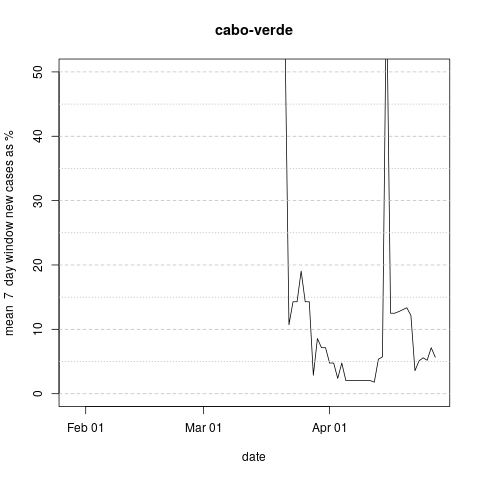 cabo-verde
mean 7 day window new cases as %
50
40
30
20
10
0
Feb 01
Mar 01
Apr 01
date